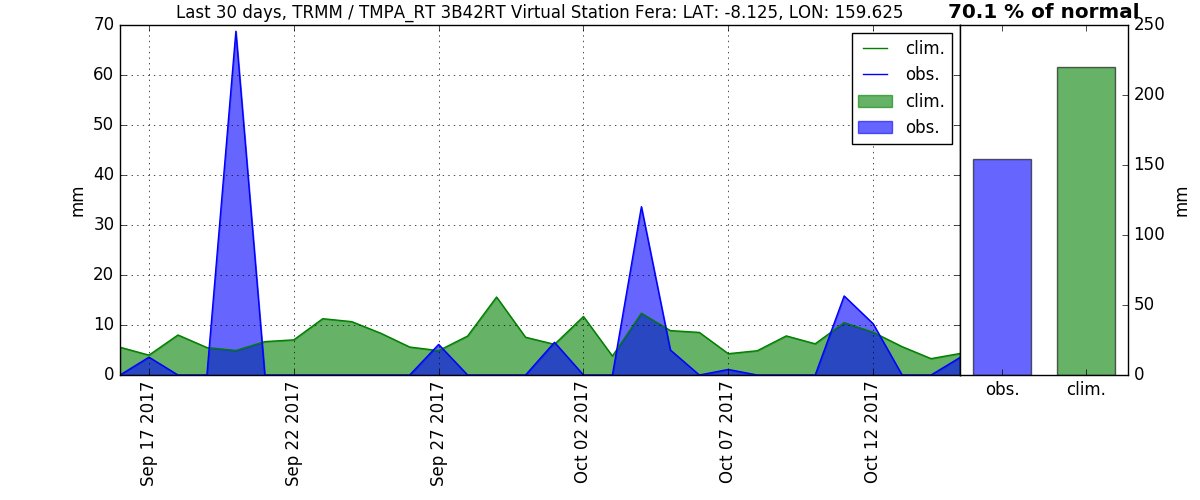 Last 30 days, TRMM / TMPA_RT 3B42RT Virtual Station Fera: LAT: -8.125, LON: 159.625
70.1 % of normal
70
60
50
40
30
20
10
0
mm
clim.
obs.
clim.
obs.
Sep 17 2017
Sep 22 2017
Sep 27 2017
Oct 02 2017
Oct 07 2017
Oct 12 2017
250
200
150
100
50
0
mm
obs.
clim.